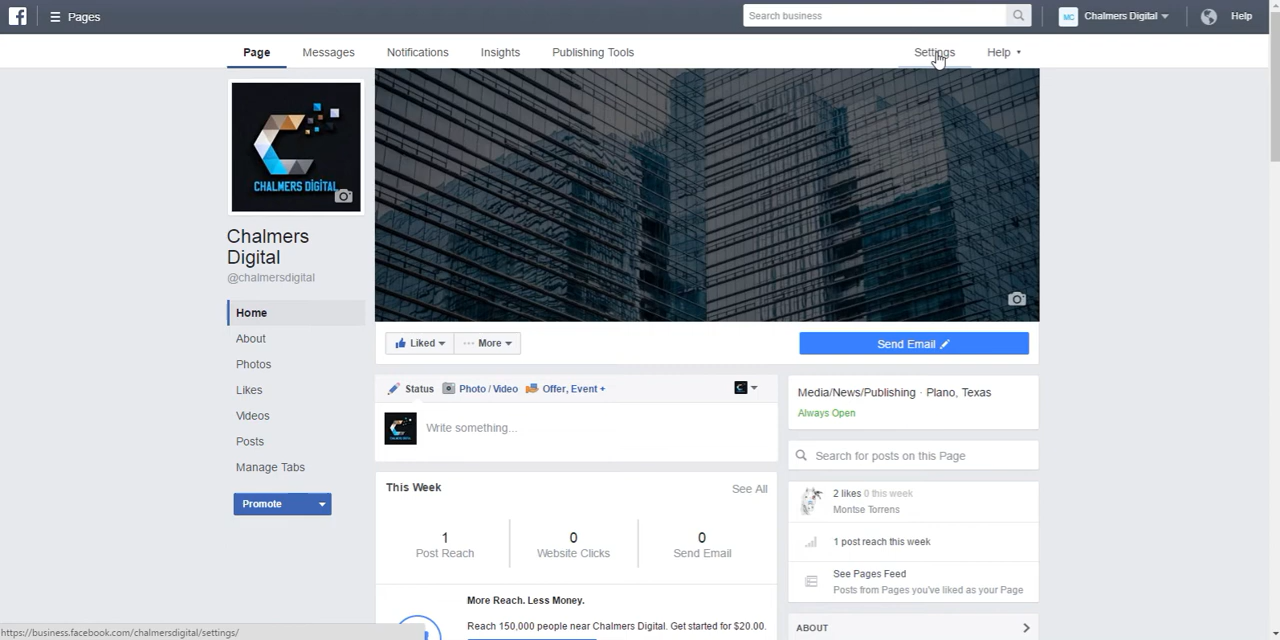 Pages
Search business
MC
Chalmers Digital
Help
Page
Messages
Notifications
Insights
Publishing Tools
Settings
Help
CHALMERS DIGITAL
Chalmers
Digital
@chalmersdigital
Home
About
Photos
Likes
Videos
Posts
Manage Tabs
Promote
Liked
More
Send Email
Status
Photo / Video
Offer, Event +
Write something...
This Week
See All
1
Post Reach
0
Website Clicks
0
Send Email
More Reach. Less Money.
Reach 150,000 people near Chalmers Digital. Get started for $20.00.
Media/News/Publishing · Plano, Texas
Always Open
Search for posts on this Page
2 likes 0 this week
Montse Torrens
1 post reach this week
See Pages Feed
Posts from Pages you've liked as your Page
ABOUT
https://business.facebook.com/chalmersdigital/settings/